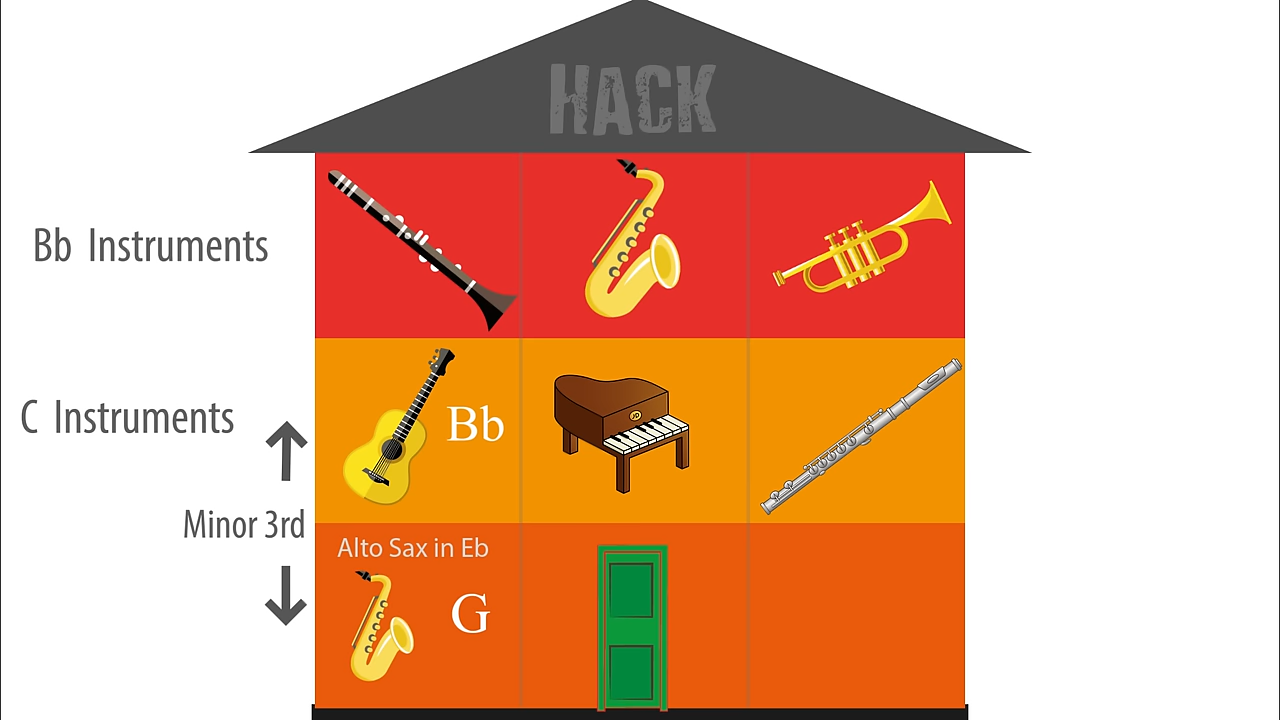 HACK
Bb Instruments
C Instruments
Bb
Minor 3rd
Alto Sax in Eb
G